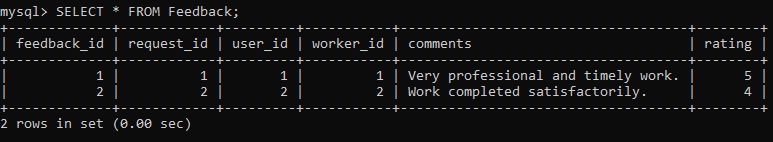 mysql> SELECT * FROM Feedback;
+-------------+------------+---------+-----------+-----------------------------------+--------+
| feedback_id | request_id | user_id | worker_id | comments                          | rating |
+-------------+------------+---------+-----------+-----------------------------------+--------+
|           1 |          1 |       1 |         1 | Very professional and timely work. |      5 |
|           2 |          2 |       2 |         2 | Work completed satisfactorily.    |      4 |
+-------------+------------+---------+-----------+-----------------------------------+--------+
2 rows in set (0.00 sec)